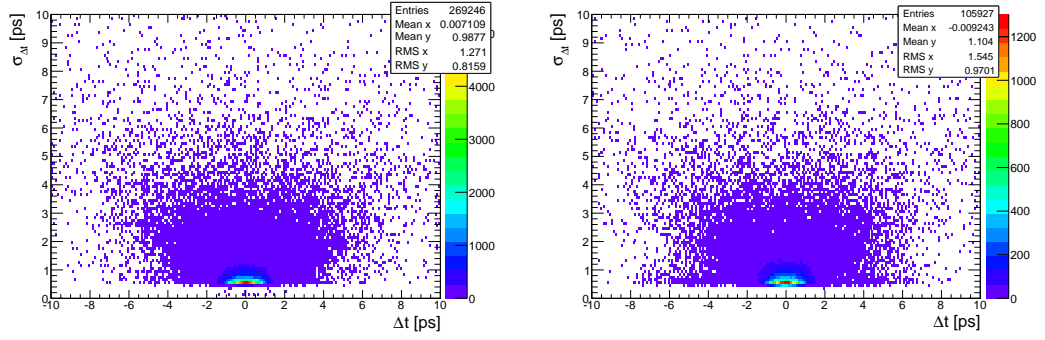 σΔt [ps]
10
9
8
7
6
5
4
3
2
1
0
-10 -8 -6 -4 -2 0 2 4 6 8 10
Δt [ps]
Entries 269246
Mean x 0.007109
Mean y 0.9877
RMS x 1.271
RMS y 0.8159
4000
3000
2000
1000
0
σΔt [ps]
10
9
8
7
6
5
4
3
2
1
0
-10 -8 -6 -4 -2 0 2 4 6 8 10
Δt [ps]
Entries 105927
Mean x -0.009243
Mean y 1.104
RMS x 1.545
RMS y 0.9701
1200
1000
800
600
400
200
0